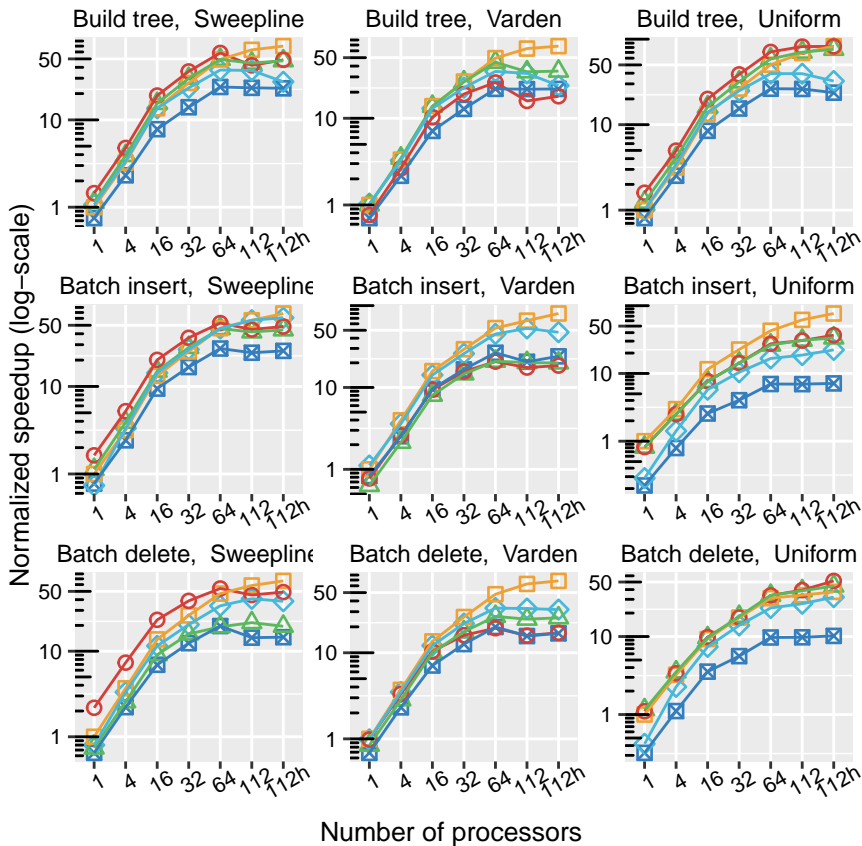 Build tree, Sweepline
Build tree, Varden
Build tree, Uniform
50
10
1
50
10
1
50
10
1
1 4 16 32 64 112 112h
1 4 16 32 64 112 112h
1 4 16 32 64 112 112h
Normalized speedup (log−scale)
Batch insert, Sweepline
Batch insert, Varden
Batch insert, Uniform
50
10
1
50
10
1
50
10
1
1 4 16 32 64 112 112h
1 4 16 32 64 112 112h
1 4 16 32 64 112 112h
Batch delete, Sweepline
Batch delete, Varden
Batch delete, Uniform
50
10
1
50
10
1
50
10
1
1 4 16 32 64 112 112h
1 4 16 32 64 112 112h
1 4 16 32 64 112 112h
Number of processors